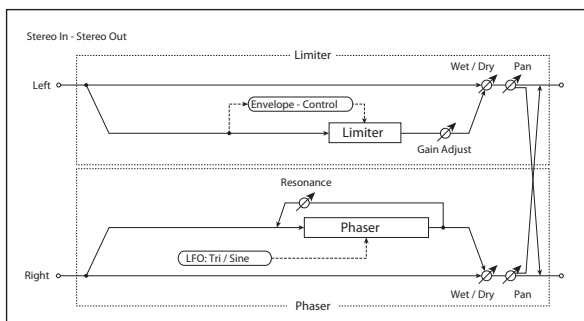 Stereo In - Stereo Out
Limiter
Wet / Dry
Pan
Left
Envelope - Control
Limiter
Gain Adjust
Resonance
Phaser
LFO: Tri / Sine
Right
Wet / Dry
Pan
Phaser